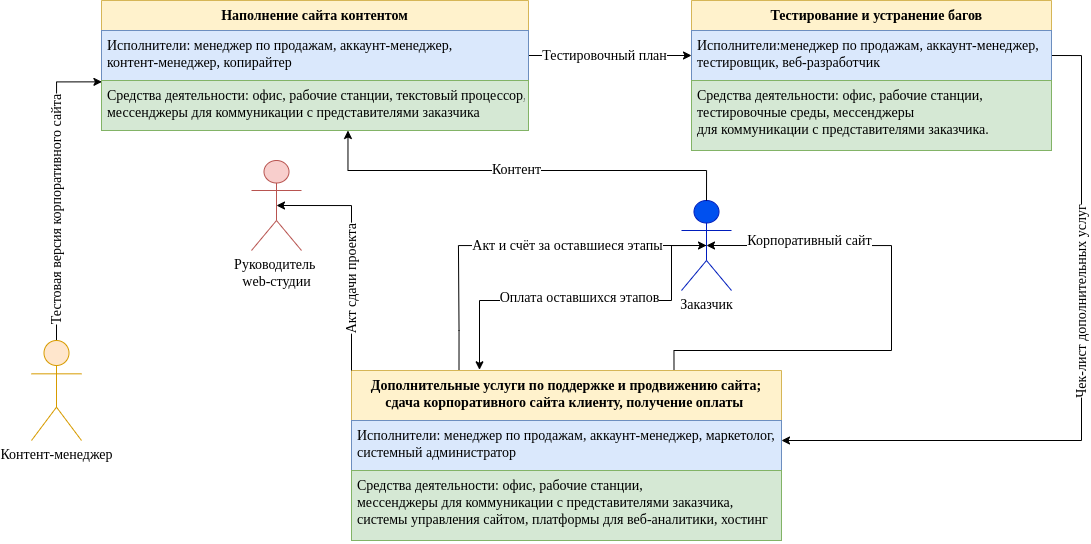 Наполнение сайта контентом
Исполнители: менеджер по продажам, аккаунт-менеджер,
контент-менеджер, копирайтер
Средства деятельности: офис, рабочие станции, текстовый процессор,
мессенджеры для коммуникации с представителями заказчика
Тестировочный план
Тестирование и устранение багов
Исполнители:менеджер по продажам, аккаунт-менеджер,
тестировщик, веб-разработчик
Средства деятельности: офис, рабочие станции,
тестировочные среды, мессенджеры
для коммуникации с представителями заказчика.
Тестовая версия корпоративного сайта
Контент
Руководитель
web-студии
Акт сдачи проекта
Акт и счёт за оставшиеся этапы
Корпоративный сайт
Оплата оставшихся этапов
Заказчик
Чек-лист дополнительных услуг
Контент-менеджер
Дополнительные услуги по поддержке и продвижению сайта;
сдача корпоративного сайта клиенту, получение оплаты
Исполнители: менеджер по продажам, аккаунт-менеджер, маркетолог,
системный администратор
Средства деятельности: офис, рабочие станции,
мессенджеры для коммуникации с представителями заказчика,
системы управления сайтом, платформы для веб-аналитики, хостинг